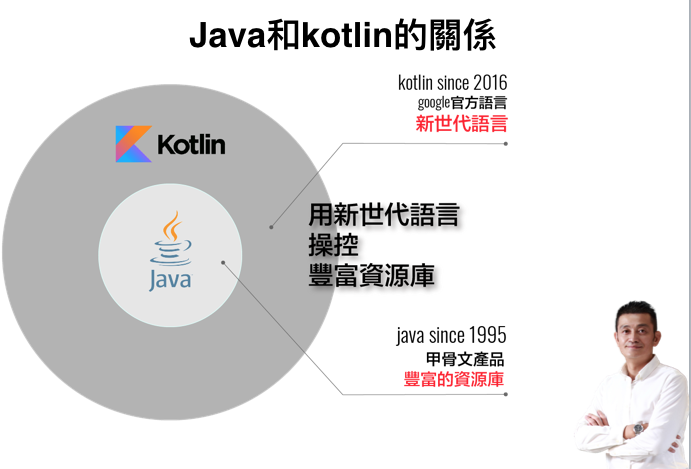 Java和kotlin的關係
kotlin since 2016
google官方語言
新世代語言
Kotlin
用新世代語言
操控
豐富資源庫
Java
java since 1995
甲骨文產品
豐富的資源庫